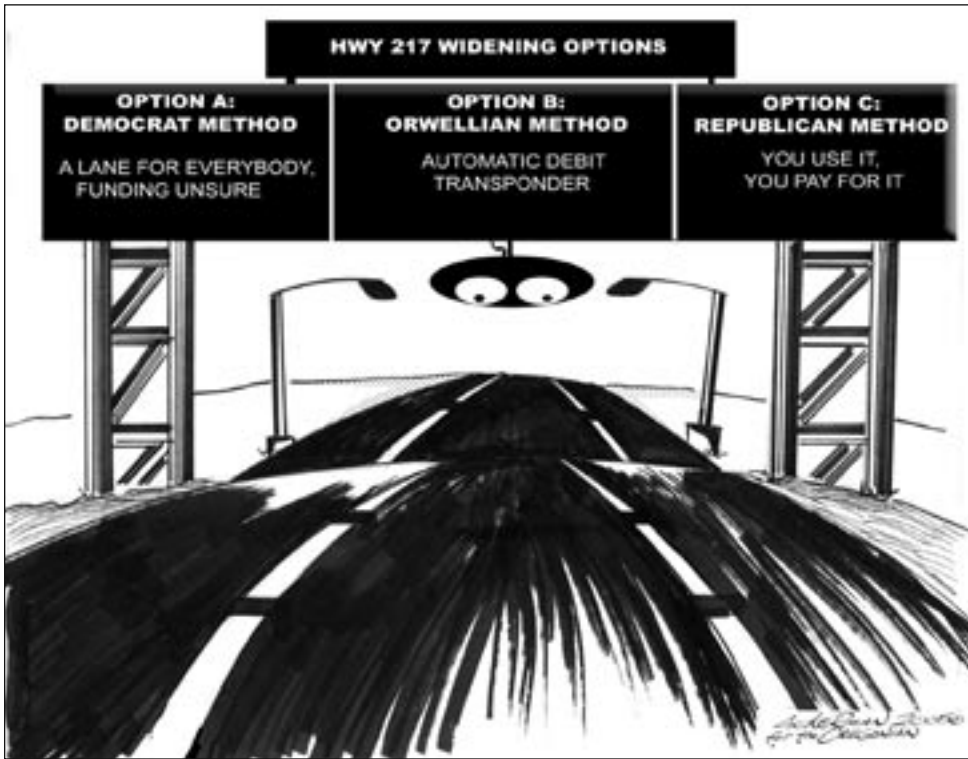 HWY 217 WIDENING OPTIONS
OPTION A:
DEMOCRAT METHOD
A LANE FOR EVERYBODY,
FUNDING UNSURE
OPTION B:
ORWELLIAN METHOD
AUTOMATIC DEBIT
TRANSPONDER
OPTION C:
REPUBLICAN METHOD
YOU USE IT,
YOU PAY FOR IT
OREGONIAN